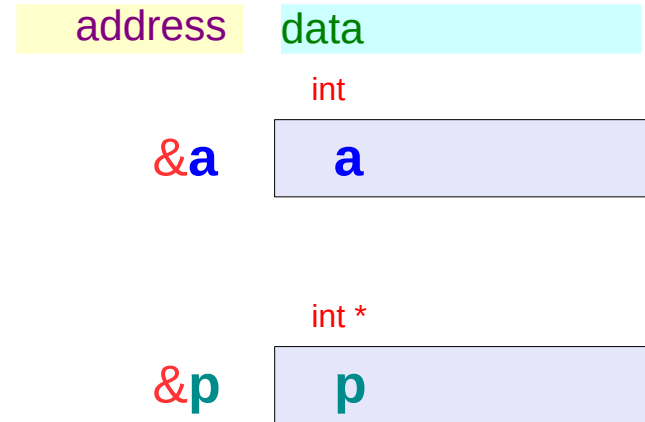 address data
int
&a a
int *
&p p